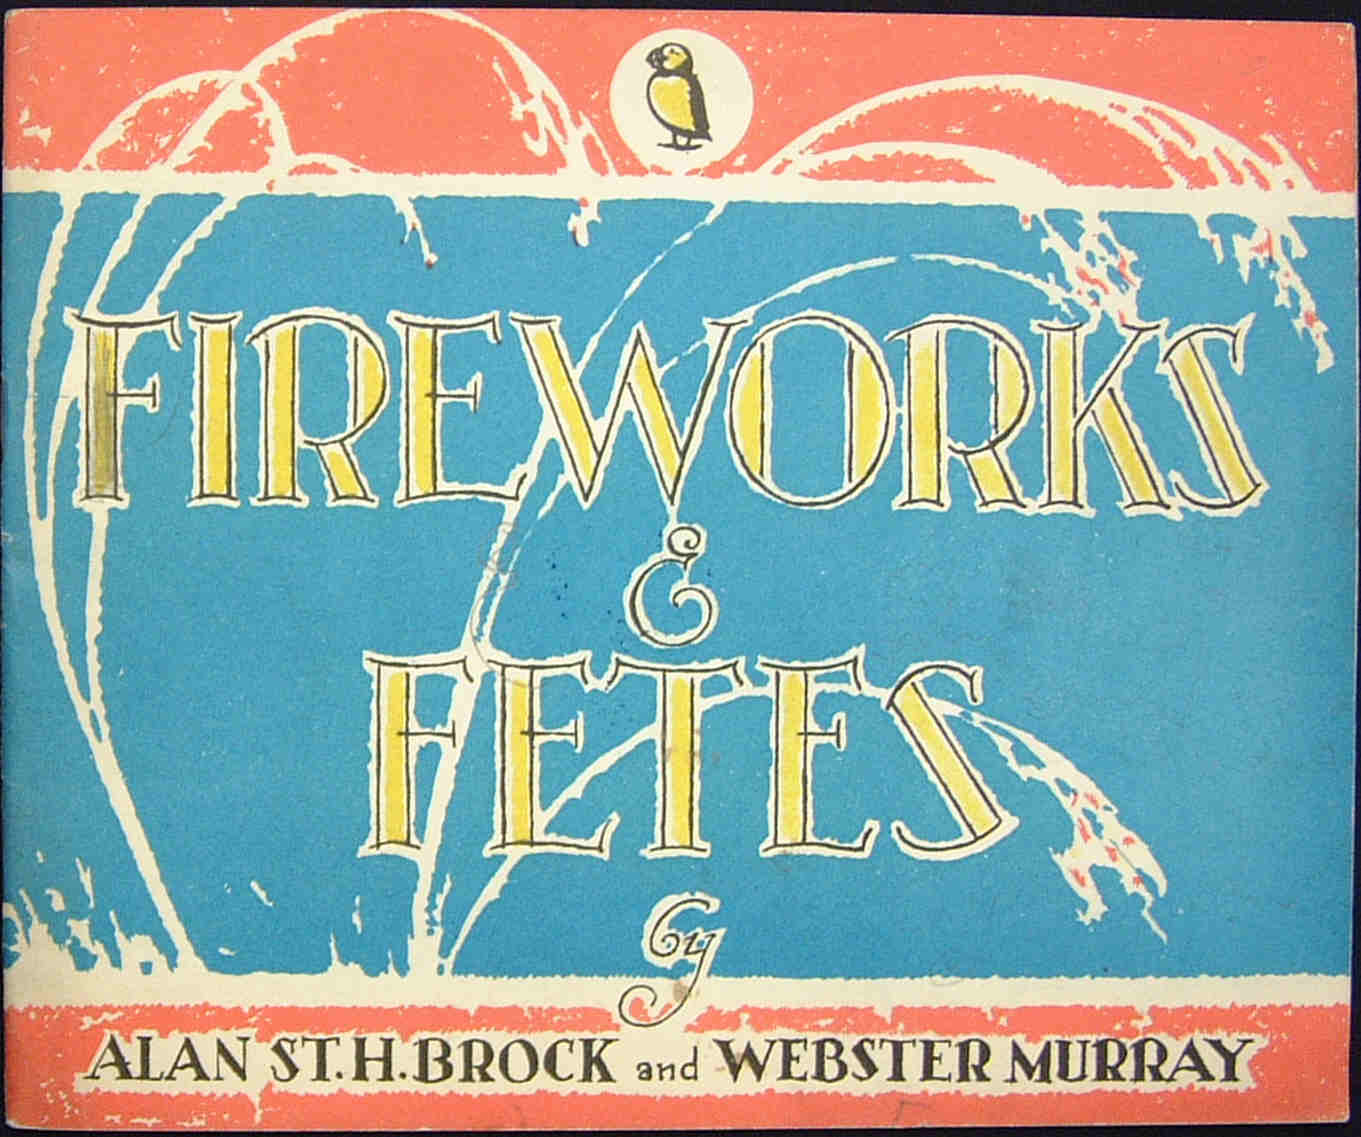 FIREWORKS
&
FETES
by
ALAN ST. H. BROCK and WEBSTER MURRAY